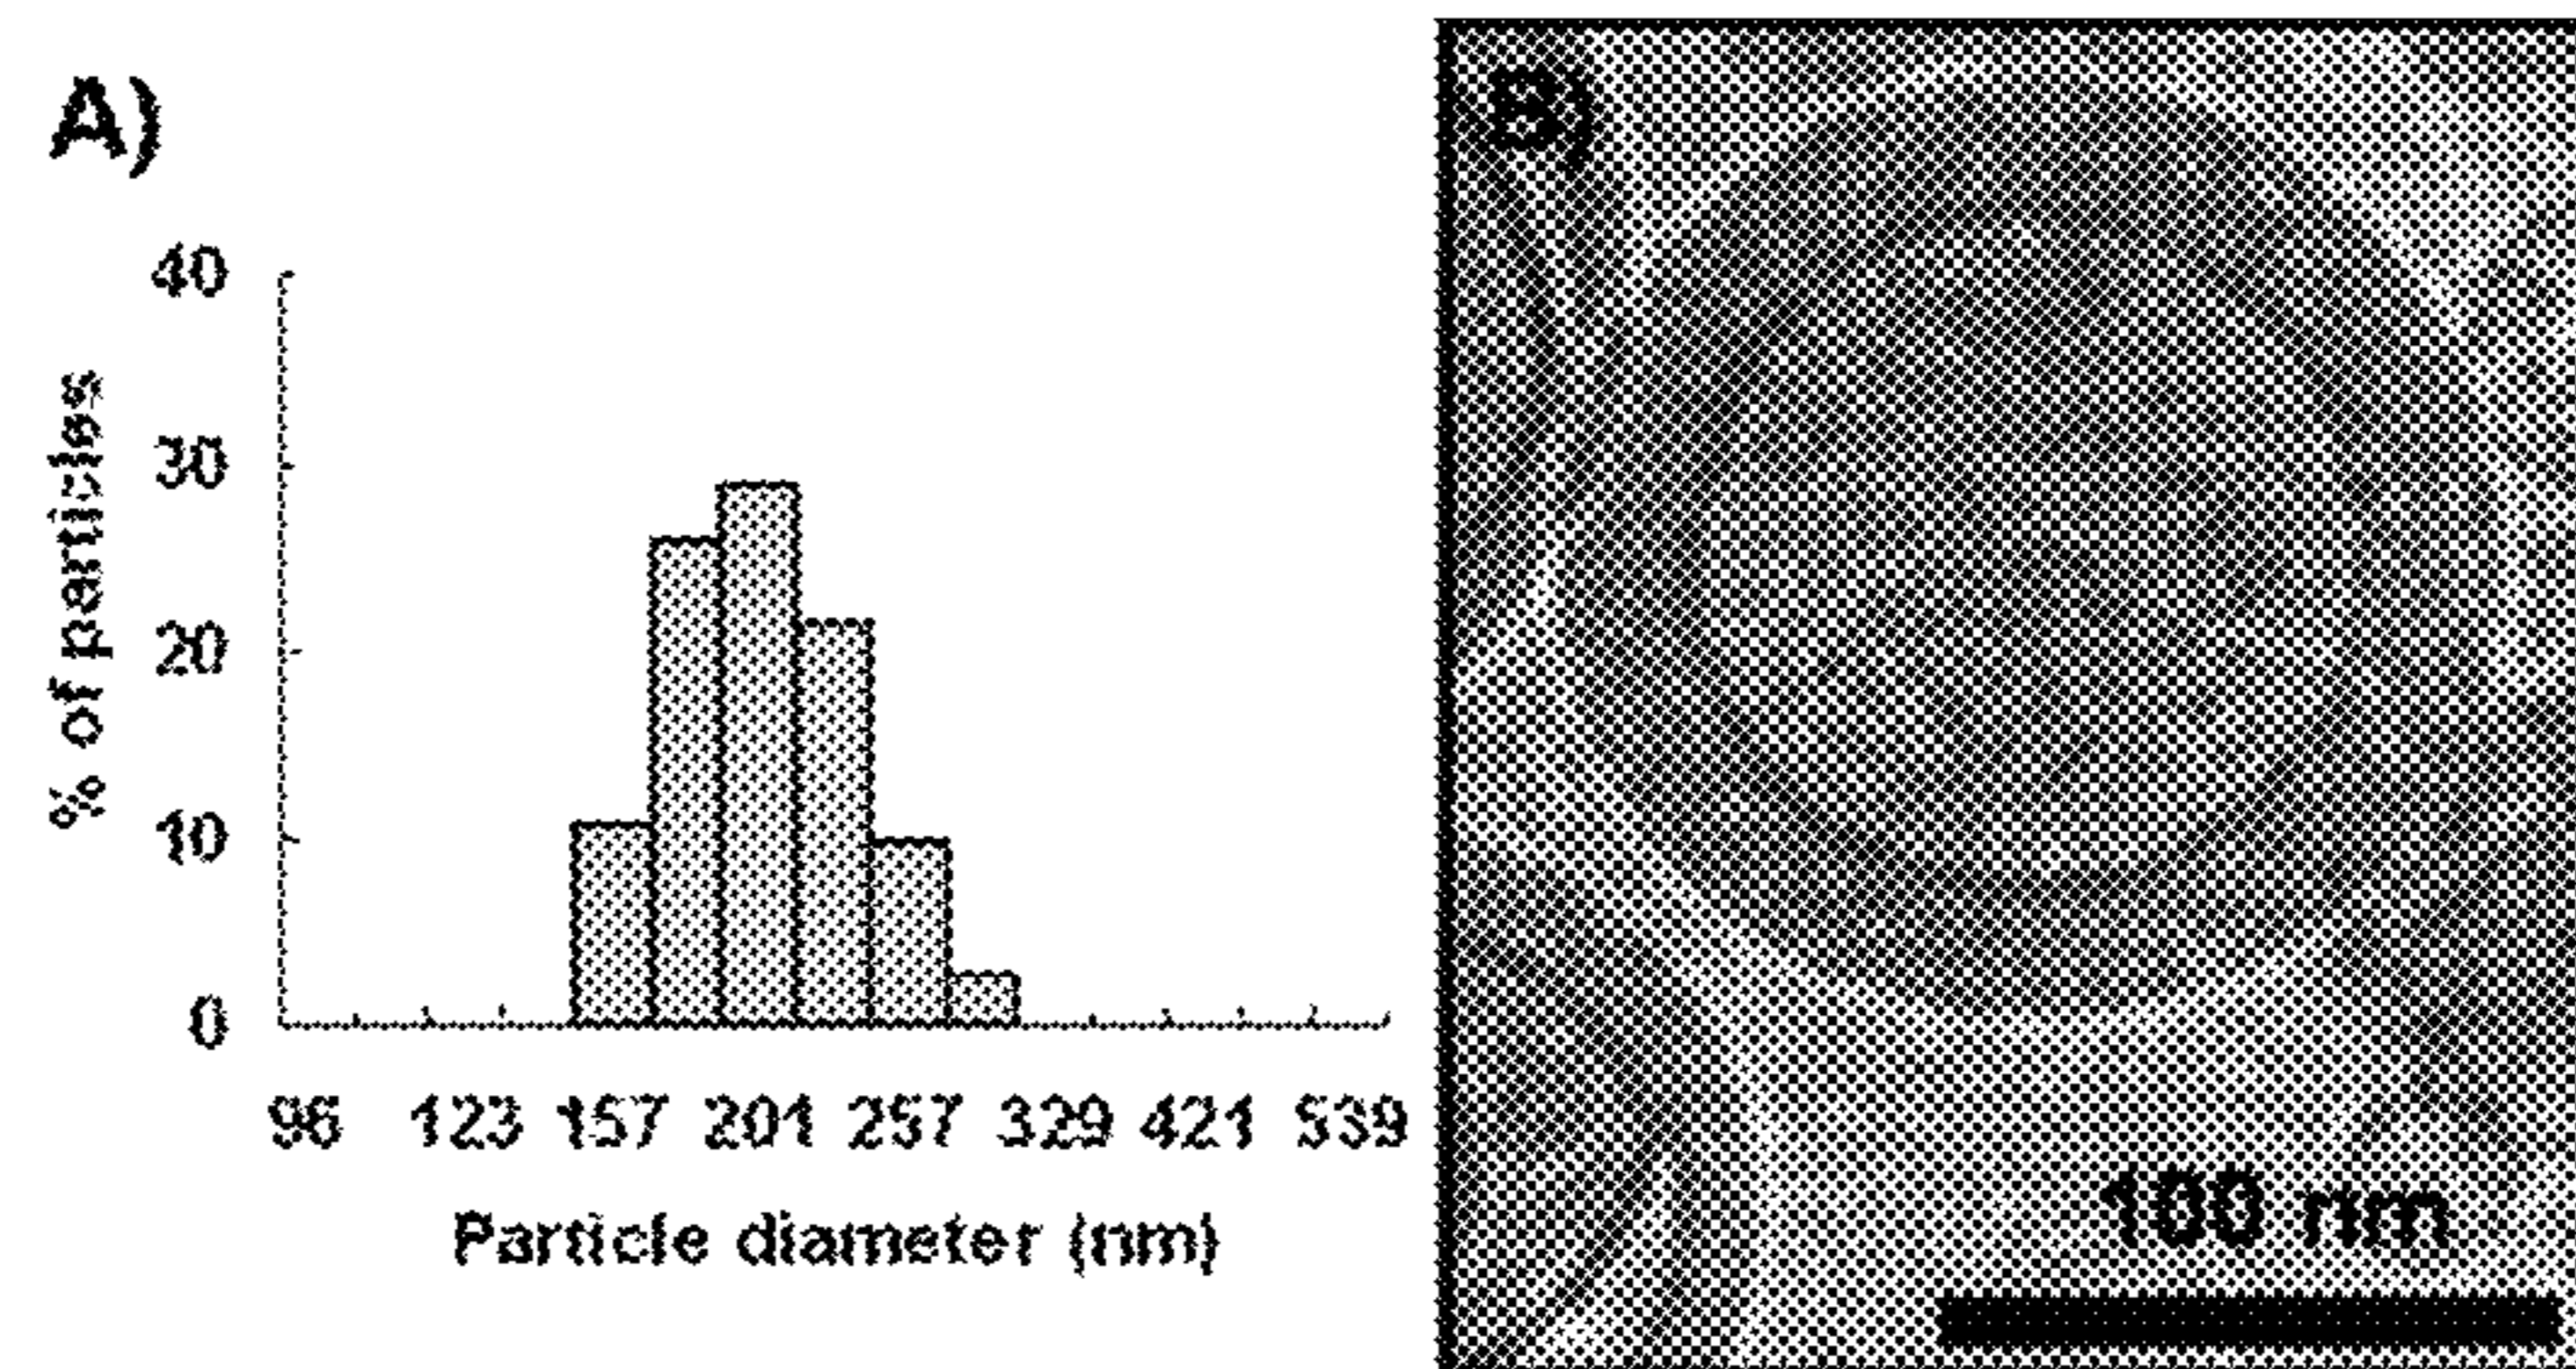 A)
40
30
20
10
0
% of particles
96 123 157 201 257 329 421 539
Particle diameter (nm)
B)
100 nm